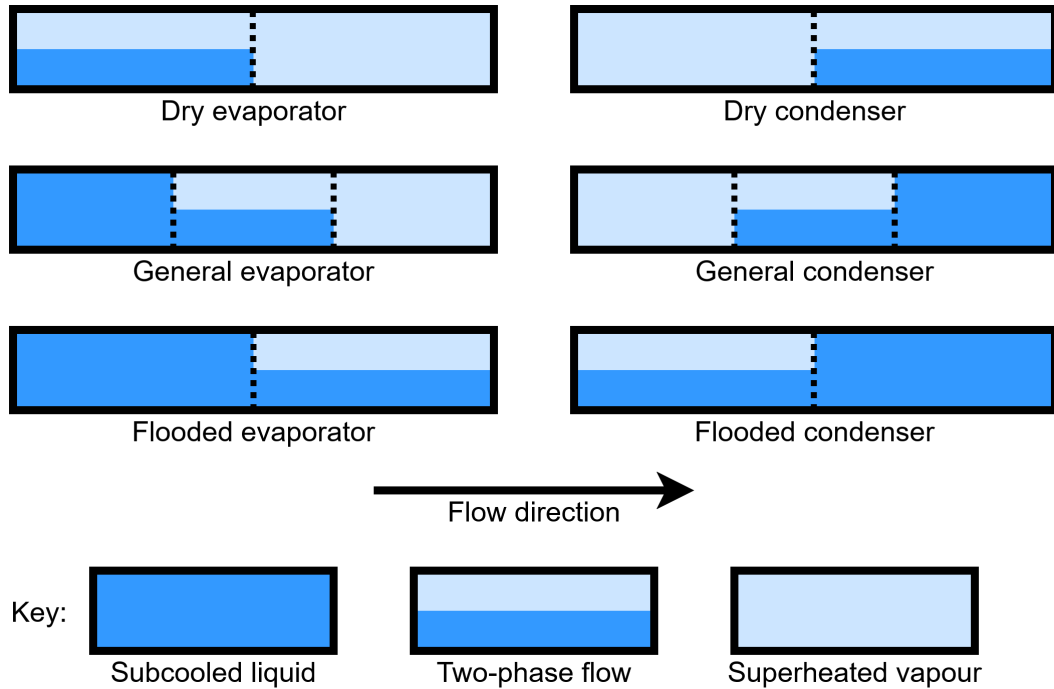 Dry evaporator
Dry condenser
General evaporator
General condenser
Flooded evaporator
Flooded condenser
Flow direction
Key:
Subcooled liquid
Two-phase flow
Superheated vapour